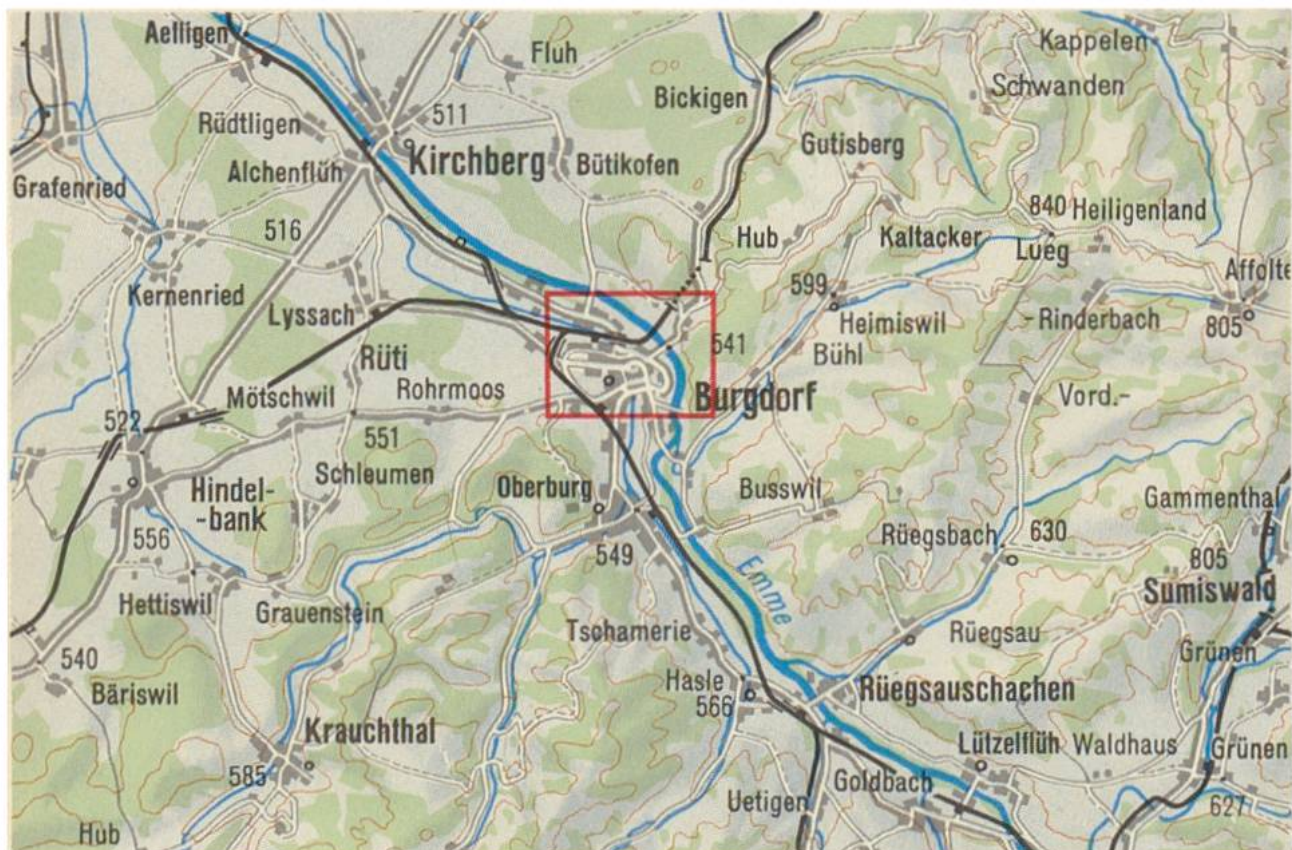 Aelligen
Fluh
Kappelen
Schwanden
Bickigen
Rüdtligen
511
Kirchberg
Gutisberg
Alchenflüh
Bütikofen
Grafenried
516
Hub
Kaltacker
840
Heiligenland
Lueg
Kernenried
Lyssach
599
Affolte
Heimiswil
-Rinderbach
805
541
Bühl
Rüti
Mötschwil
Rohrmoos
Burgdorf
Vord.-
522
551
Schleumen
Hindel-
-bank
Oberburg
Busswil
Gammenthal
556
549
Rüegsbach
630
805
Emme
Sumiswald
Hettiswil
Grauenstein
Tschamerie
Rüegsau
Grünen
540
Bäriswil
Hasle
566
Rüegsauschachen
Krauchthal
585
Lützelflüh
Waldhaus
Grünen
Goldbach
Uetigen
627
Hub